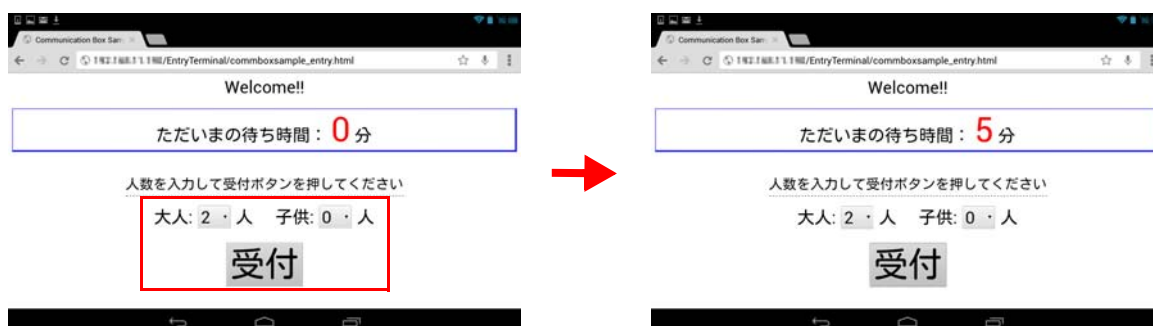 Communication Box Sam
/EntryTerminal/commboxsample_entry.html
Welcome!!
ただいまの待ち時間： 0 分
人数を入力して受付ボタンを押してください
大人: 2 人 子供: 0 人
受付
Communication Box Sam
/EntryTerminal/commboxsample_entry.html
Welcome!!
ただいまの待ち時間： 5 分
人数を入力して受付ボタンを押してください
大人: 2 人 子供: 0 人
受付